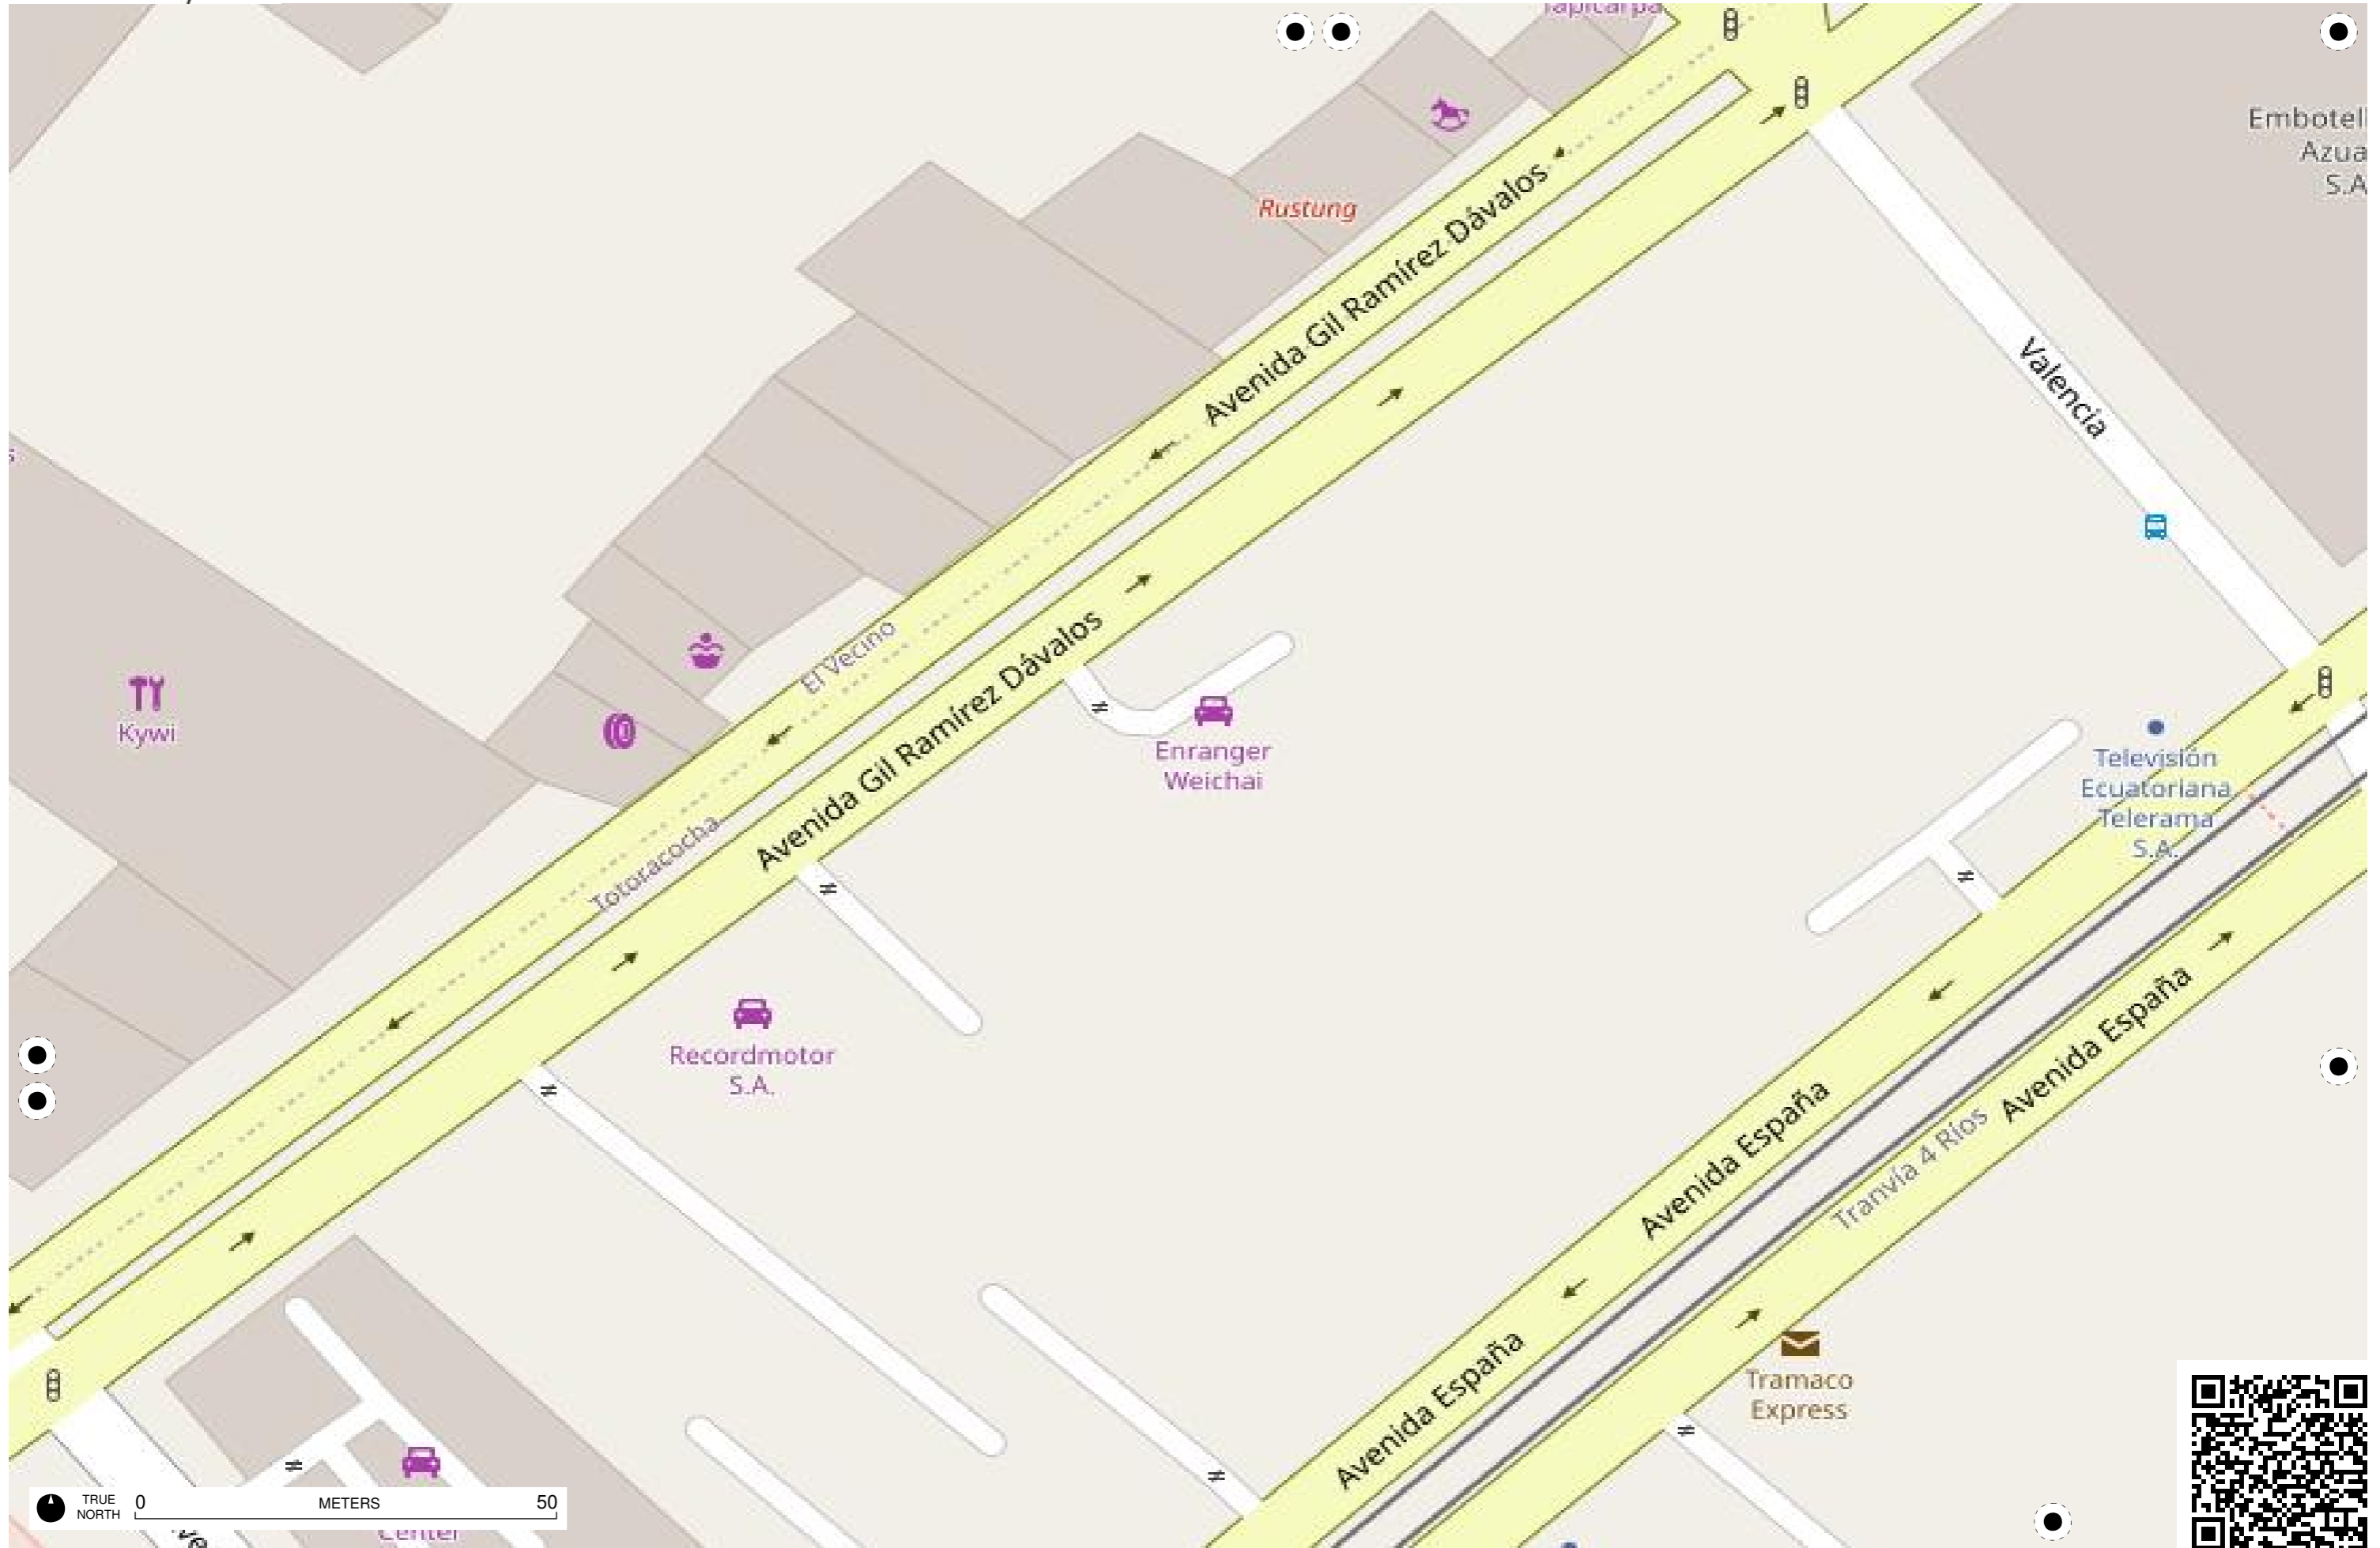 Tapicarpa
Embotell
Azua
S.A
Rustung
Avenida Gil Ramírez Dávalos
Valencia
s
El Vecino
Avenida Gil Ramírez Dávalos
Kywi
Enranger
Weichai
Televisión
Ecuatoriana
Telerama
S.A.
Totoracocha
Recordmotor
S.A.
Avenida España
Avenida España
Tranvía 4 Ríos
Avenida España
Tramaco
Express
TRUE
NORTH
0 METERS 50
Center